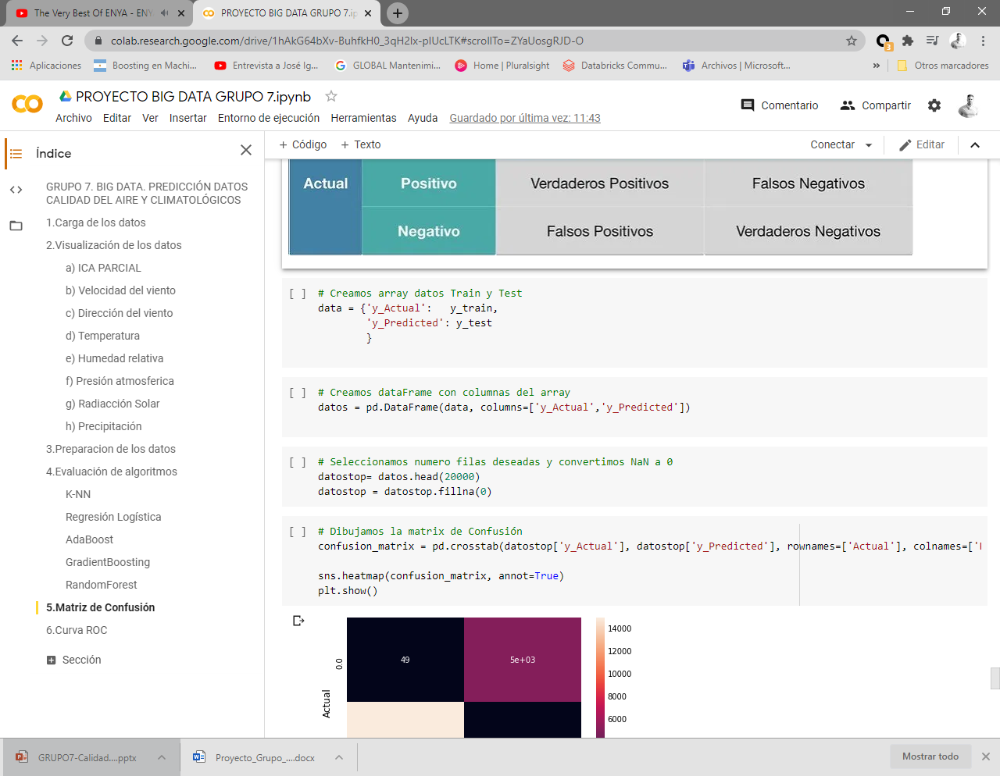 The Very Best Of ENYA - ENY
PROYECTO BIG DATA GRUPO 7.ip
colab.research.google.com/drive/1hAkG64bXv-BuhfkH0_3qH2Ix-pIUcLTK#scrollTo=ZYaUosgRJD-O
3
Aplicaciones
Boosting en Machi...
Entrevista a José Ig...
GLOBAL Mantenimi...
Home | Pluralsight
Databricks Commu...
Archivos | Microsoft...
»
Otros marcadores
PROYECTO BIG DATA GRUPO 7.ipynb
Comentario
Compartir
Archivo Editar Ver Insertar Entorno de ejecución Herramientas Ayuda Guardado por última vez: 11:43
Índice
+ Código + Texto
Conectar
Editar
GRUPO 7. BIG DATA. PREDICCIÓN DATOS
CALIDAD DEL AIRE Y CLIMATOLÓGICOS
1.Carga de los datos
2.Visualización de los datos
a) ICA PARCIAL
b) Velocidad del viento
c) Dirección del viento
d) Temperatura
e) Humedad relativa
f) Presión atmosferica
g) Radiacción Solar
h) Precipitación
3.Preparacion de los datos
4.Evaluación de algoritmos
K-NN
Regresión Logística
AdaBoost
GradientBoosting
RandomForest
5.Matriz de Confusión
6.Curva ROC
Sección
Actual Positivo Verdaderos Positivos Falsos Negativos
Negativo Falsos Positivos Verdaderos Negativos
[ ] # Creamos array datos Train y Test
data = {'y_Actual': y_train,
'y_Predicted': y_test
}
[ ] # Creamos dataFrame con columnas del array
datos = pd.DataFrame(data, columns=['y_Actual','y_Predicted'])
[ ] # Seleccionamos numero filas deseadas y convertimos NaN a 0
datostop= datos.head(20000)
datostop = datostop.fillna(0)
[ ] # Dibujamos la matrix de Confusión
confusion_matrix = pd.crosstab(datostop['y_Actual'], datostop['y_Predicted'], rownames=['Actual'], colnames=['
sns.heatmap(confusion_matrix, annot=True)
plt.show()
0.0
Actual
49
5e+03
14000
12000
10000
8000
6000
GRUPO7-Calidad....pptx
Proyecto_Grupo_....docx
Mostrar todo